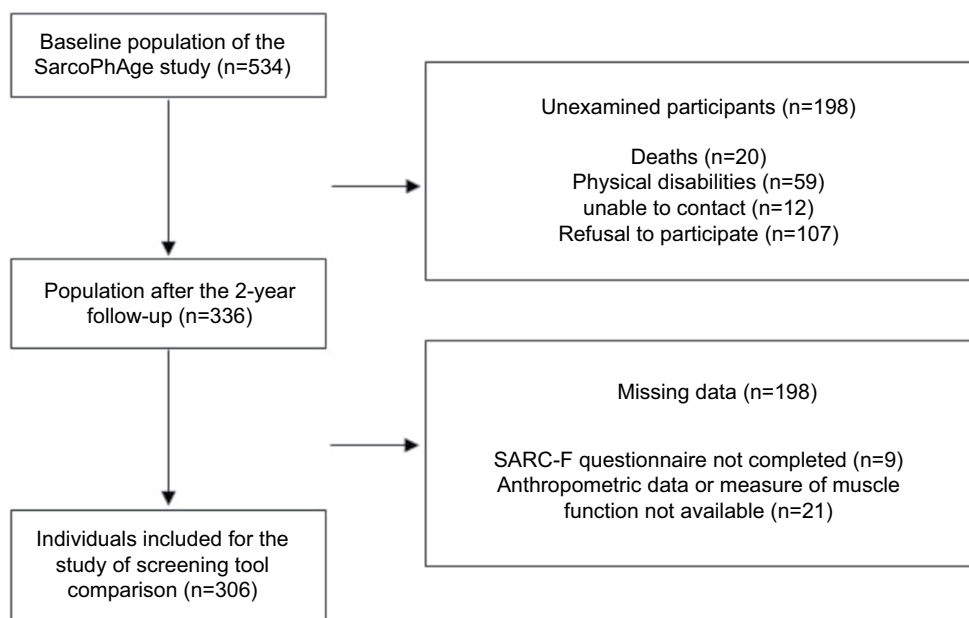 Baseline population of the
SarcoPhAge study (n=534)
Unexamined participants (n=198)
Deaths (n=20)
Physical disabilities (n=59)
unable to contact (n=12)
Refusal to participate (n=107)
Population after the 2-year
follow-up (n=336)
Missing data (n=198)
SARC-F questionnaire not completed (n=9)
Anthropometric data or measure of muscle
function not available (n=21)
Individuals included for the
study of screening tool
comparison (n=306)